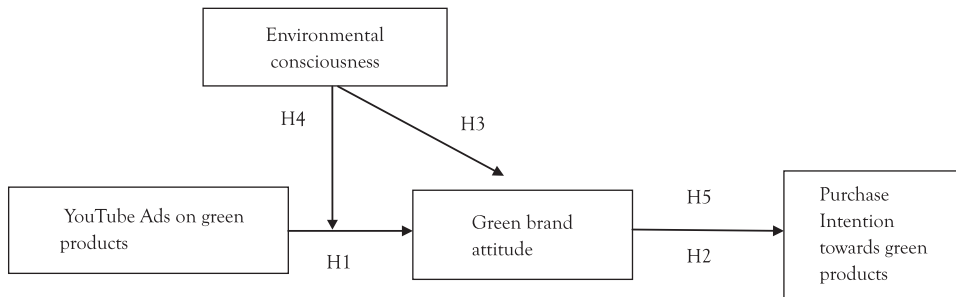 Environmental
consciousness
H4
H3
YouTube Ads on green
products
H1
Green brand
attitude
H5
H2
Purchase
Intention
towards green
products